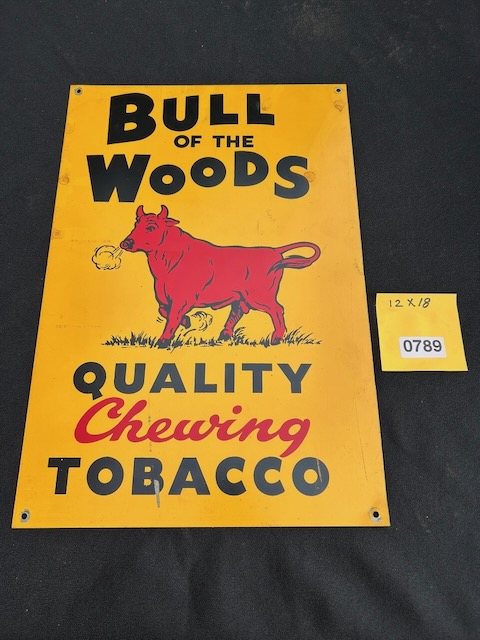 BULL
OF THE
WOODS
QUALITY
Chewing
TOBACCO
12 X 18
0789